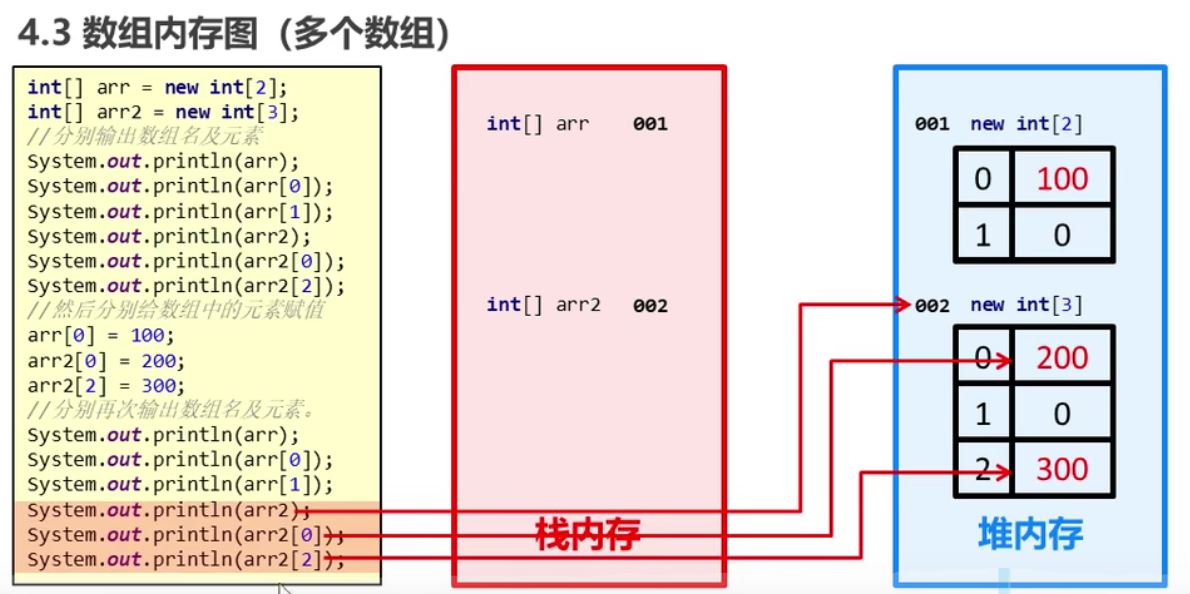 4.3 数组内存图（多个数组）
int[] arr = new int[2];
int[] arr2 = new int[3];
//分别输出数组名及元素
System.out.println(arr);
System.out.println(arr[0]);
System.out.println(arr[1]);
System.out.println(arr2);
System.out.println(arr2[0]);
System.out.println(arr2[2]);
//然后分别给数组中的元素赋值
arr[0] = 100;
arr2[0] = 200;
arr2[2] = 300;
//分别再次输出数组名及元素。
System.out.println(arr);
System.out.println(arr[0]);
System.out.println(arr[1]);
System.out.println(arr2);
System.out.println(arr2[0]);
System.out.println(arr2[2]);
int[] arr 001
int[] arr2 002
栈内存
001 new int[2]
0 100
1 0
002 new int[3]
0 200
1 0
2 300
堆内存